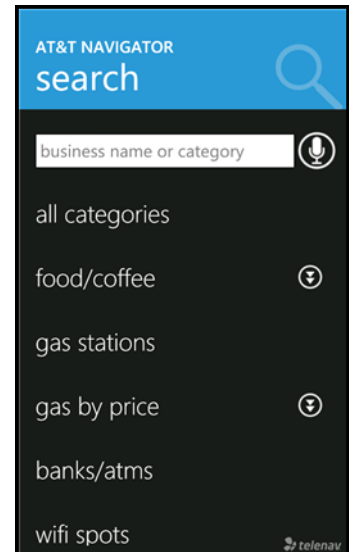 AT&T NAVIGATOR
search
business name or category
all categories
food/coffee
gas stations
gas by price
banks/atms
wifi spots
telenav